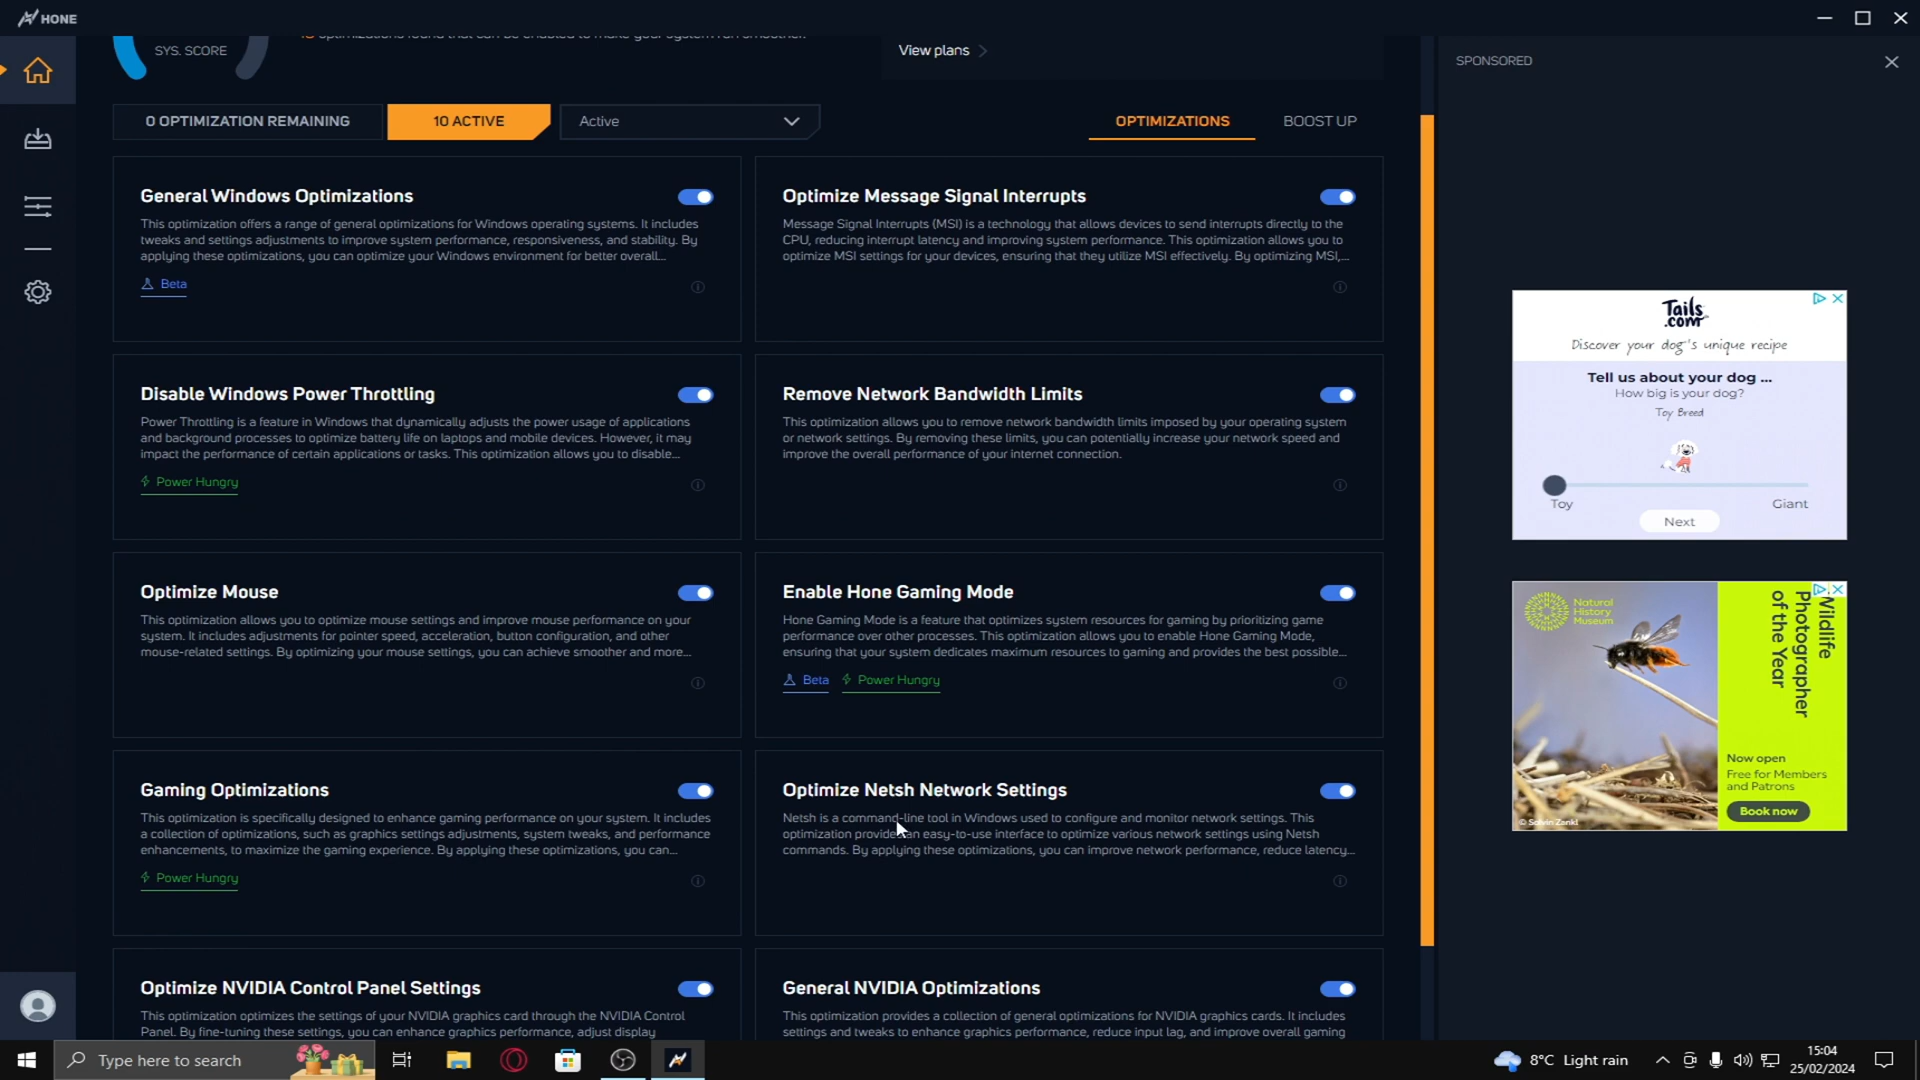 HONE
SYS. SCORE
optimizations found that can be enabled to make your system run smoother.
View plans
SPONSORED
0 OPTIMIZATION REMAINING
10 ACTIVE
Active
OPTIMIZATIONS
BOOST UP
General Windows Optimizations
This optimization offers a range of general optimizations for Windows operating systems. It includes
tweaks and settings adjustments to improve system performance, responsiveness, and stability. By
applying these optimizations, you can optimize your Windows environment for better overall...
Beta
Optimize Message Signal Interrupts
Message Signal Interrupts (MSI) is a technology that allows devices to send interrupts directly to the
CPU, reducing interrupt latency and improving system performance. This optimization allows you to
optimize MSI settings for your devices, ensuring that they utilize MSI effectively. By optimizing MSI,...
Disable Windows Power Throttling
Power Throttling is a feature in Windows that dynamically adjusts the power usage of applications
and background processes to optimize battery life on laptops and mobile devices. However, it may
impact the performance of certain applications or tasks. This optimization allows you to disable...
Power Hungry
Remove Network Bandwidth Limits
This optimization allows you to remove network bandwidth limits imposed by your operating system
or network settings. By removing these limits, you can potentially increase your network speed and
improve the overall performance of your internet connection.
Optimize Mouse
This optimization allows you to optimize mouse settings and improve mouse performance on your
system. It includes adjustments for pointer speed, acceleration, button configuration, and other
mouse-related settings. By optimizing your mouse settings, you can achieve smoother and more...
Enable Hone Gaming Mode
Hone Gaming Mode is a feature that optimizes system resources for gaming by prioritizing game
performance over other processes. This optimization allows you to enable Hone Gaming Mode,
ensuring that your system dedicates maximum resources to gaming and provides the best possible...
Beta Power Hungry
Gaming Optimizations
This optimization is specifically designed to enhance gaming performance on your system. It includes
a collection of optimizations, such as graphics settings adjustments, system tweaks, and performance
enhancements, to maximize the gaming experience. By applying these optimizations, you can...
Power Hungry
Optimize Netsh Network Settings
Netsh is a command-line tool in Windows used to configure and monitor network settings. This
optimization provides an easy-to-use interface to optimize various network settings using Netsh
commands. By applying these optimizations, you can improve network performance, reduce latency...
Optimize NVIDIA Control Panel Settings
This optimization optimizes the settings of your NVIDIA graphics card through the NVIDIA Control
Panel. By fine-tuning these settings, you can enhance graphics performance, adjust display
General NVIDIA Optimizations
This optimization provides a collection of general optimizations for NVIDIA graphics cards. It includes
settings and tweaks to enhance graphics performance, reduce input lag, and improve overall gaming
Tails
.com
Discover your dog's unique recipe
Tell us about your dog ...
How big is your dog?
Toy Breed
Toy
Giant
Next
Natural
History
Museum
Wildlife
Photographer
of the Year
Now open
Free for Members
and Patrons
Book now
© Solvin Zankl
Type here to search
8°C Light rain
15:04
25/02/2024